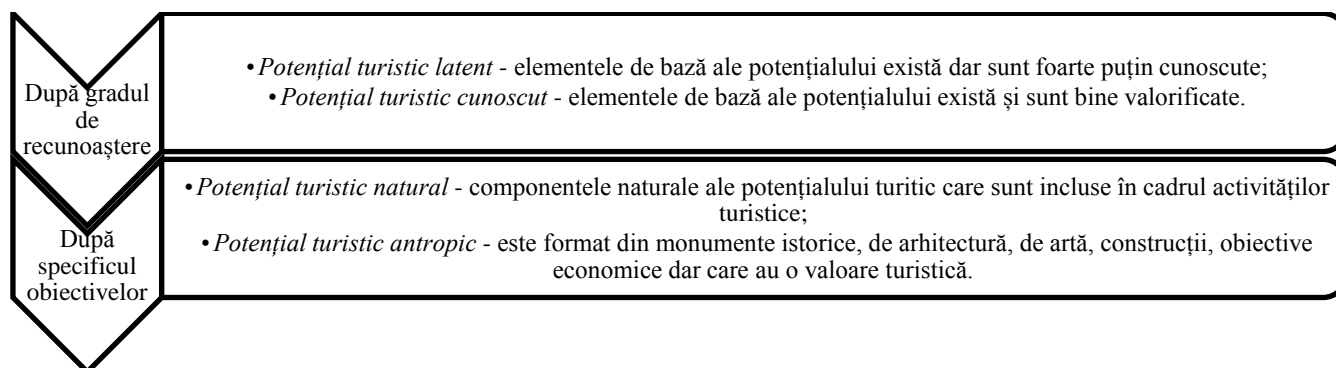 După gradul
de
recunoaștere
•Potențial turistic latent - elementele de bază ale potențialului există dar sunt foarte puțin cunoscute;
•Potențial turistic cunoscut - elementele de bază ale potențialului există și sunt bine valorificate.
După
specificul
obiectivelor
•Potențial turistic natural - componentele naturale ale potențialului turitic care sunt incluse în cadrul activităților
turistice;
•Potențial turistic antropic - este format din monumente istorice, de arhitectură, de artă, construcții, obiective
economice dar care au o valoare turistică.